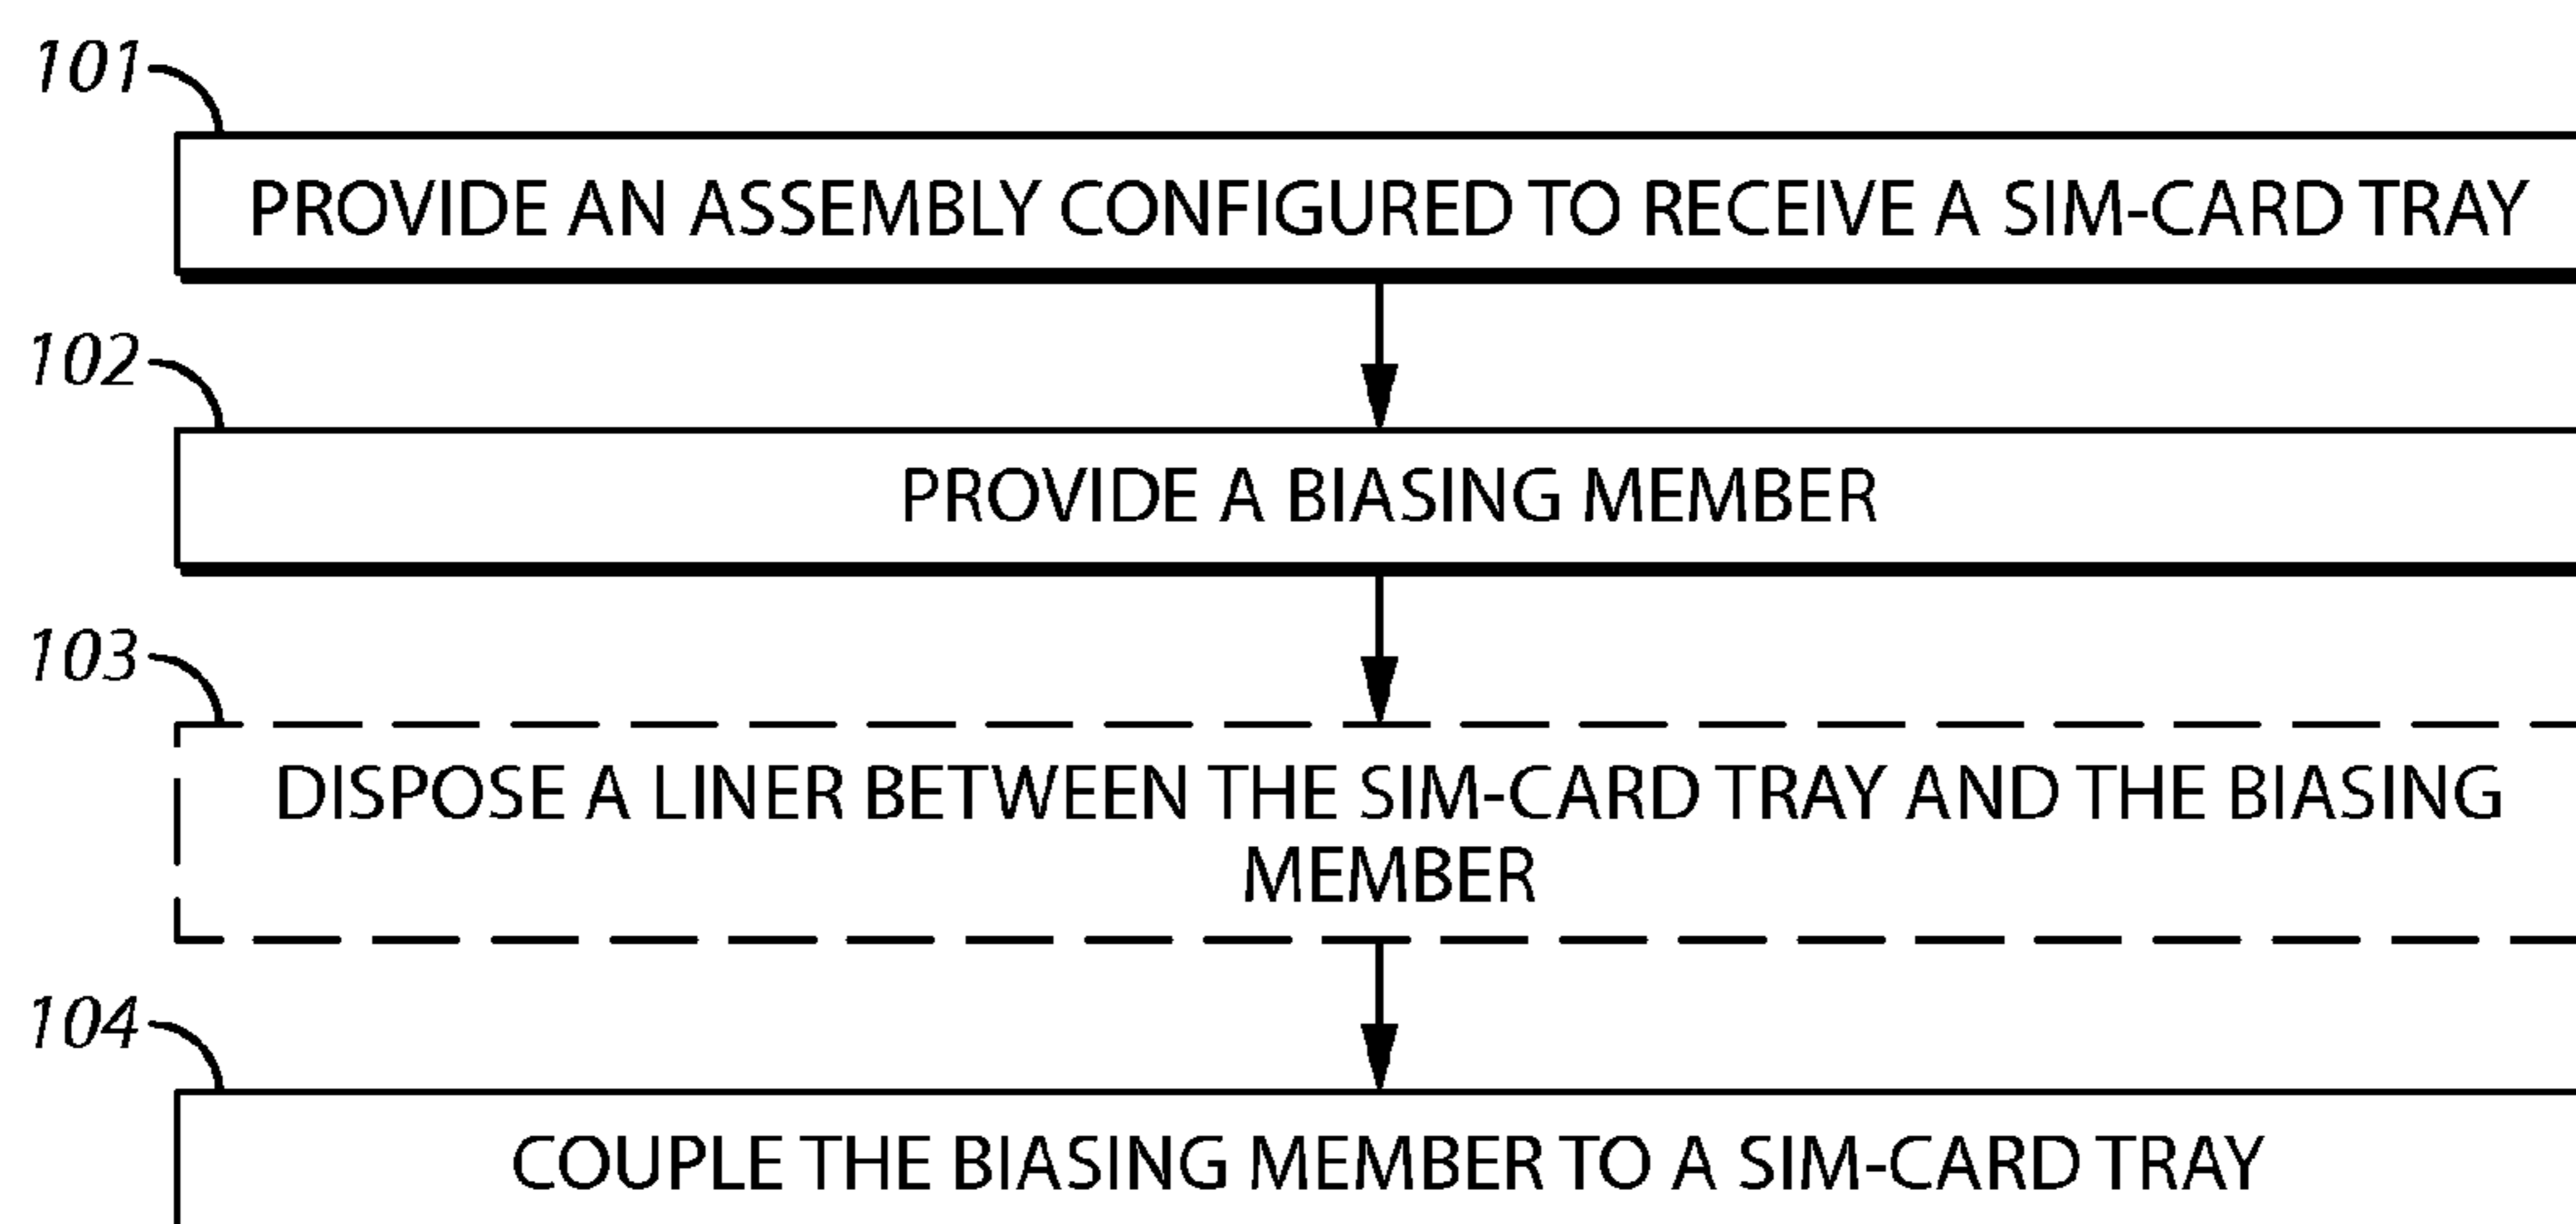 101
PROVIDE AN ASSEMBLY CONFIGURED TO RECEIVE A SIM-CARD TRAY
102
PROVIDE A BIASING MEMBER
103
DISPOSE A LINER BETWEEN THE SIM-CARD TRAY AND THE BIASING
MEMBER
104
COUPLE THE BIASING MEMBER TO A SIM-CARD TRAY